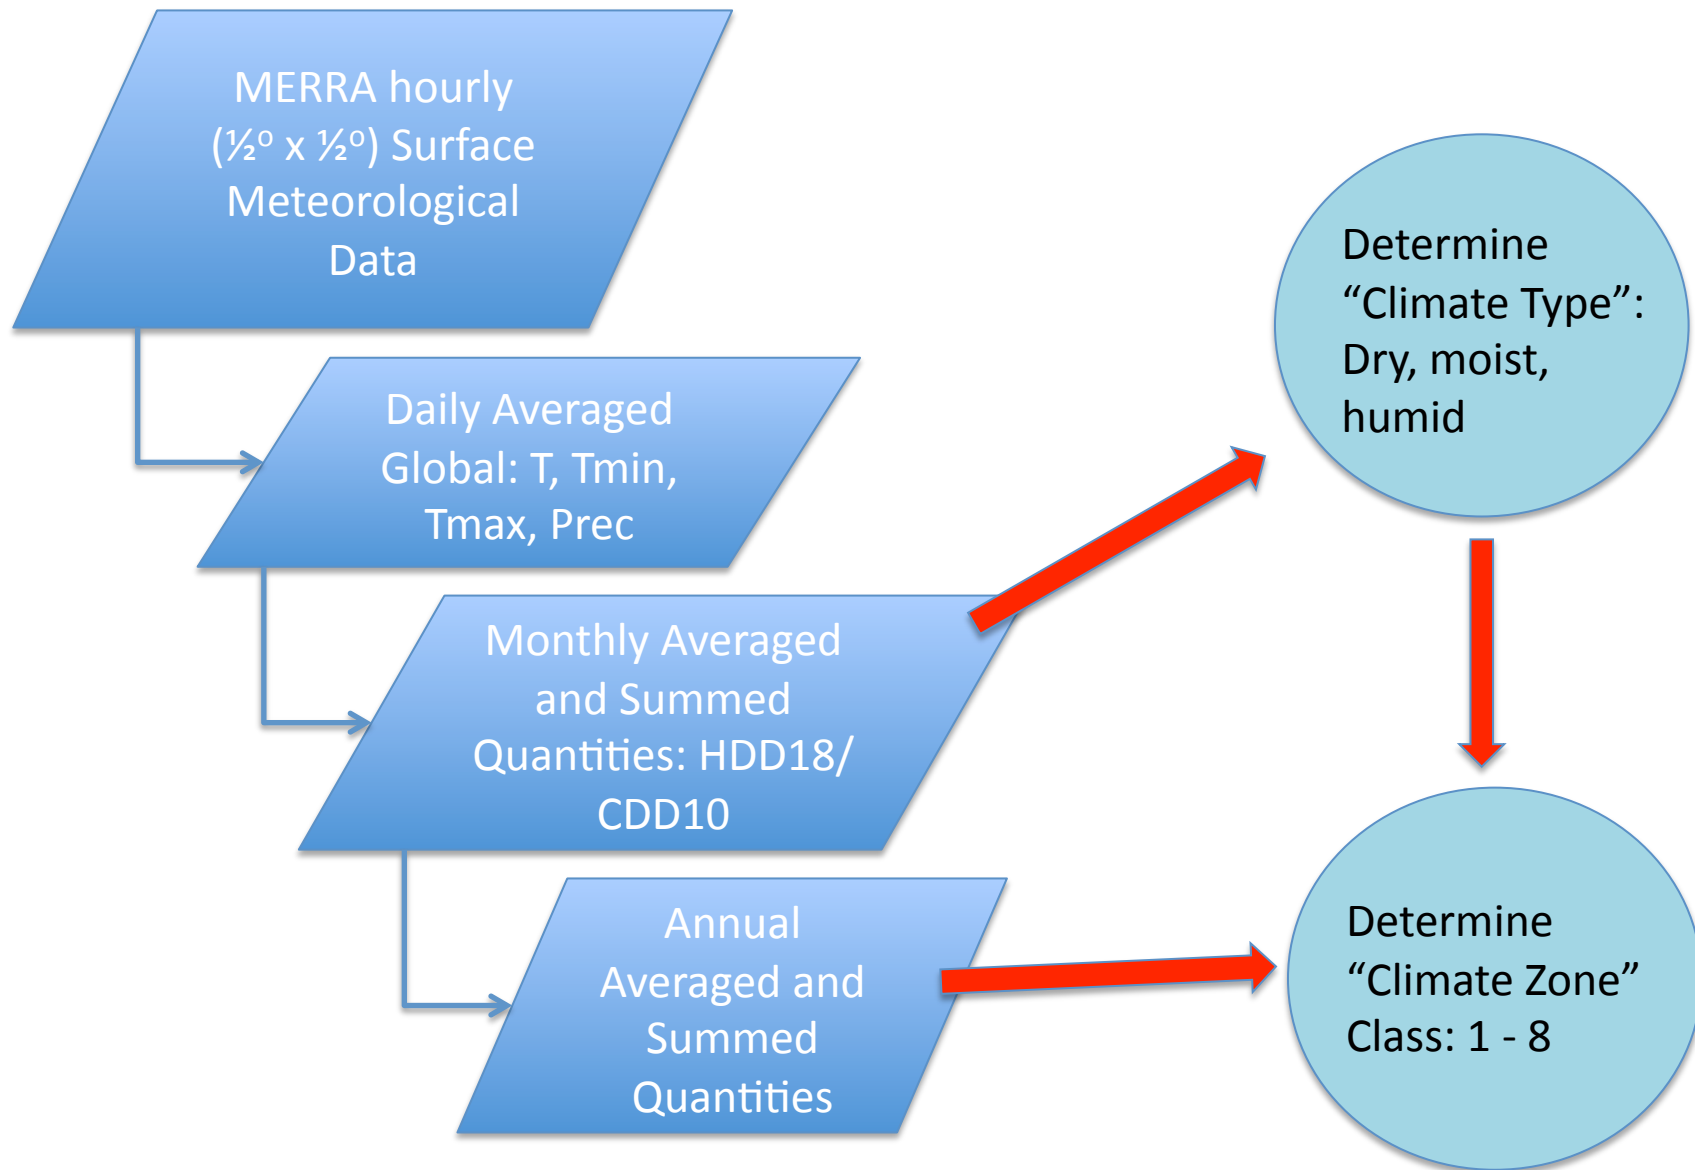 MERRA hourly
(½º x ½º) Surface
Meteorological
Data
Daily Averaged
Global: T, Tmin,
Tmax, Prec
Monthly Averaged
and Summed
Quantities: HDD18/
CDD10
Annual
Averaged and
Summed
Quantities
Determine
“Climate Type”:
Dry, moist,
humid
Determine
“Climate Zone”
Class: 1 - 8